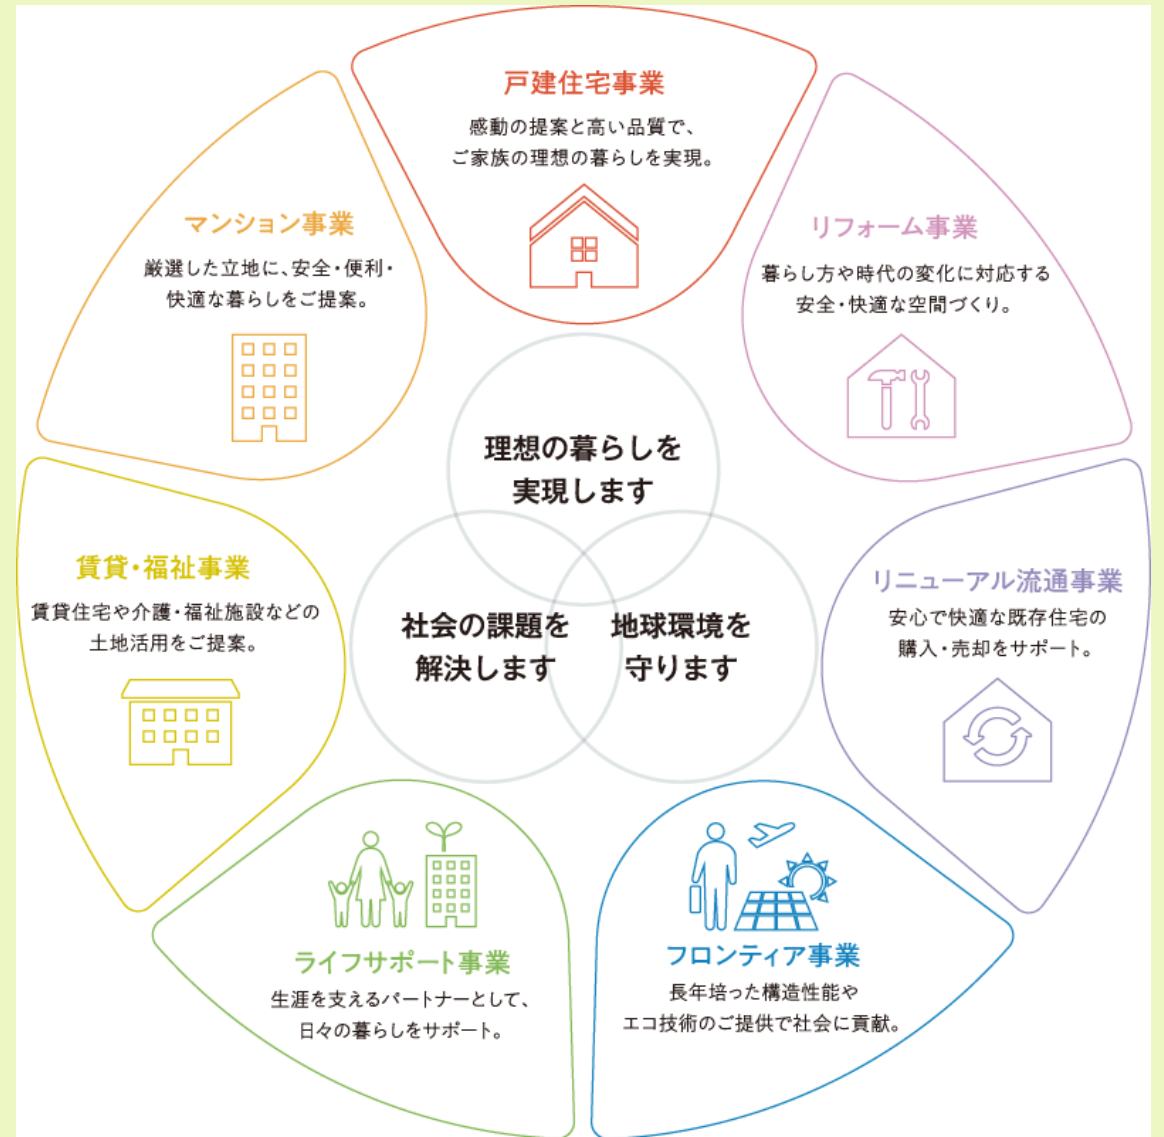 戸建住宅事業
感動の提案と高い品質で、
ご家族の理想の暮らしを実現。
マンション事業
厳選した立地に、安全・便利・
快適な暮らしをご提案。
リフォーム事業
暮らし方や時代の変化に対応する
安全・快適な空間づくり。
理想の暮らしを
実現します
社会の課題を
解決します
地球環境を
守ります
賃貸・福祉事業
賃貸住宅や介護・福祉施設などの
土地活用をご提案。
リニューアル流通事業
安心で快適な既存住宅の
購入・売却をサポート。
ライフサポート事業
生涯を支えるパートナーとして、
日々の暮らしをサポート。
フロンティア事業
長年培った構造性能や
エコ技術のご提供で社会に貢献。